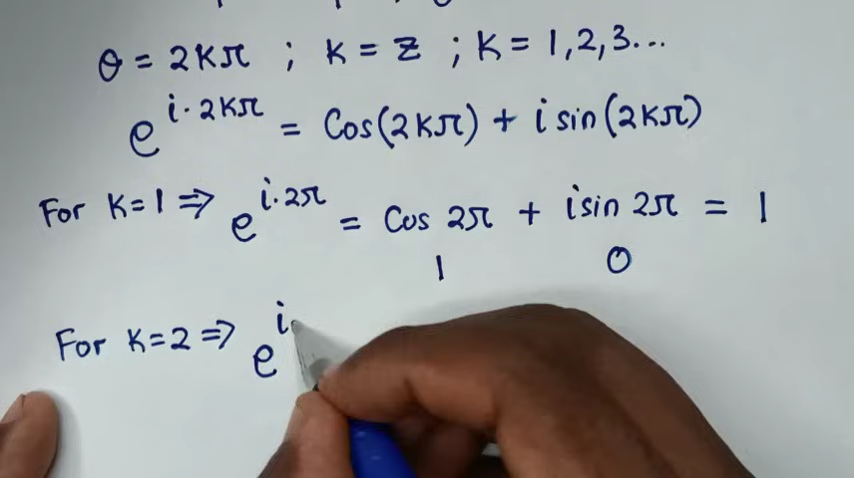 θ = 2Kπ ; K = Z ; K = 1,2,3...
e^{i·2Kπ} = Cos(2Kπ) + i sin(2Kπ)
For K=1 ⇒ e^{i·2π} = Cos 2π + isin 2π = 1
1 0
For K=2 ⇒ e^{i·